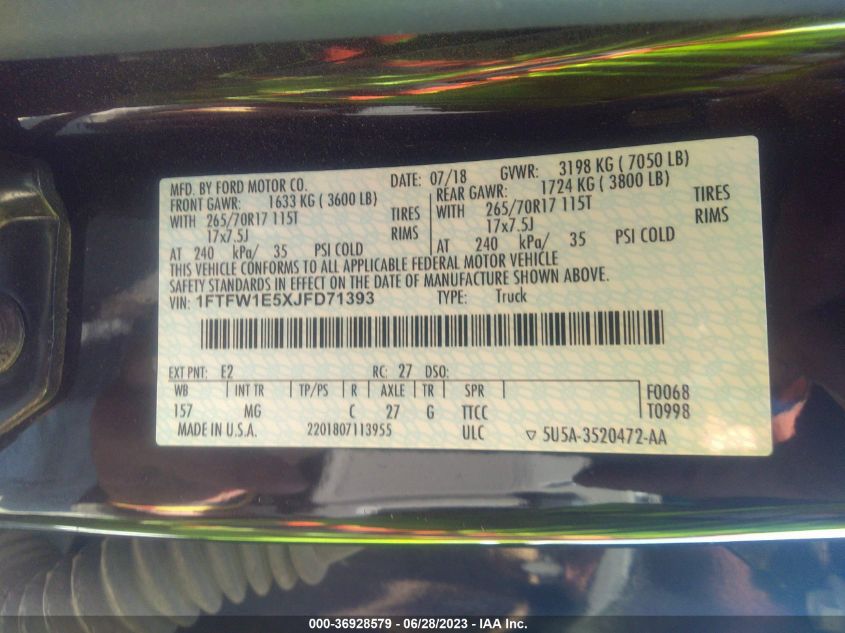 MFD. BY FORD MOTOR CO. DATE: 07/18 GVWR: 3198 KG ( 7050 LB)
FRONT GAWR: 1633 KG ( 3600 LB) REAR GAWR: 1724 KG ( 3800 LB)
WITH 265/70R17 115T TIRES WITH 265/70R17 115T TIRES
17x7.5J RIMS 17x7.5J RIMS
AT 240 kPa/ 35 PSI COLD AT 240 kPa/ 35 PSI COLD
THIS VEHICLE CONFORMS TO ALL APPLICABLE FEDERAL MOTOR VEHICLE
SAFETY STANDARDS IN EFFECT ON THE DATE OF MANUFACTURE SHOWN ABOVE.
VIN: 1FTFW1E5XJFD71393 TYPE: Truck
EXT PNT: E2 RC: 27 DSO:
WB INT TR TP/PS R AXLE TR SPR F0068
157 MG C 27 G TTCC T0998
MADE IN U.S.A. 2201807113955 ULC ▽ 5U5A-3520472-AA
000-36928579 - 06/28/2023 - IAA Inc.